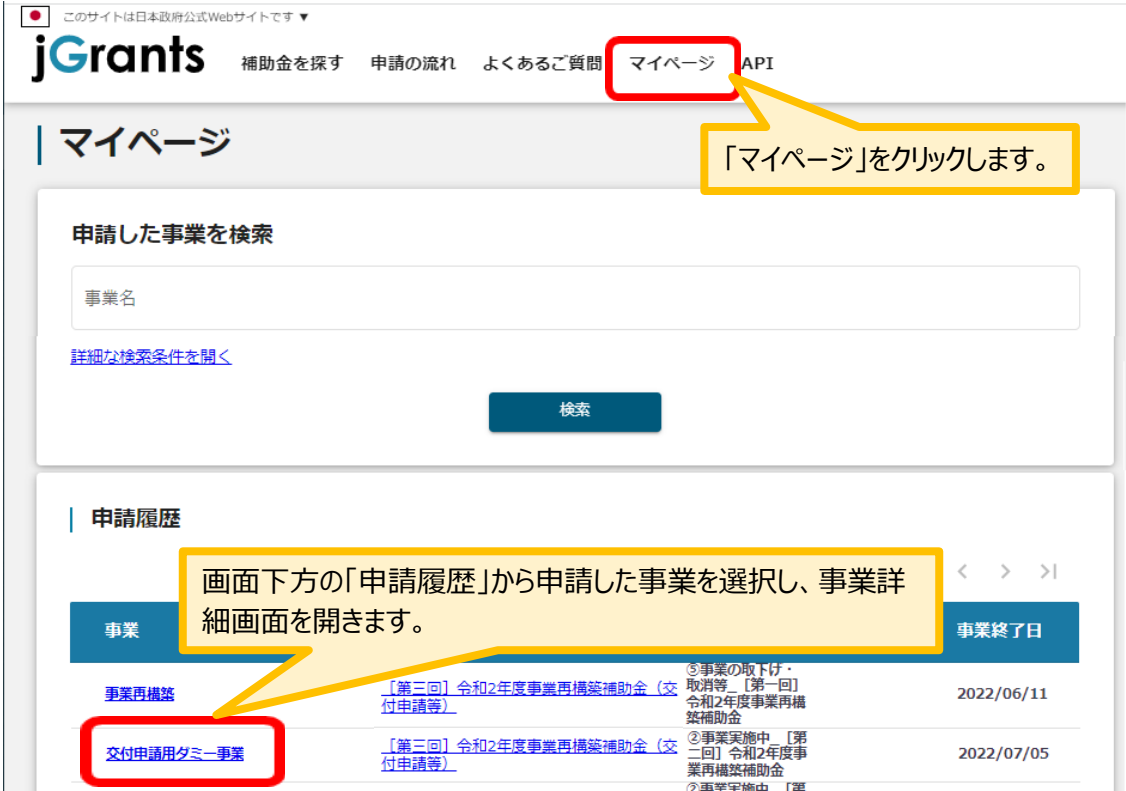 このサイトは日本政府公式Webサイトです ▼
jGrants 補助金を探す 申請の流れ よくあるご質問 マイページ API
マイページ
「マイページ」をクリックします。
申請した事業を検索
事業名
詳細な検索条件を開く
検索
申請履歴
画面下方の「申請履歴」から申請した事業を選択し、事業詳
細画面を開きます。
< > >|
事業 事業終了日
事業再構築
［第三回］令和2年度事業再構築補助金（交
付申請等）
⑤事業の取下げ・
取消等_［第一回］
令和2年度事業再構
築補助金
2022/06/11
交付申請用ダミー事業
［第三回］令和2年度事業再構築補助金（交
付申請等）
②事業実施中_［第
二回］令和2年度事
業再構築補助金
2022/07/05
②事業実施中_［第